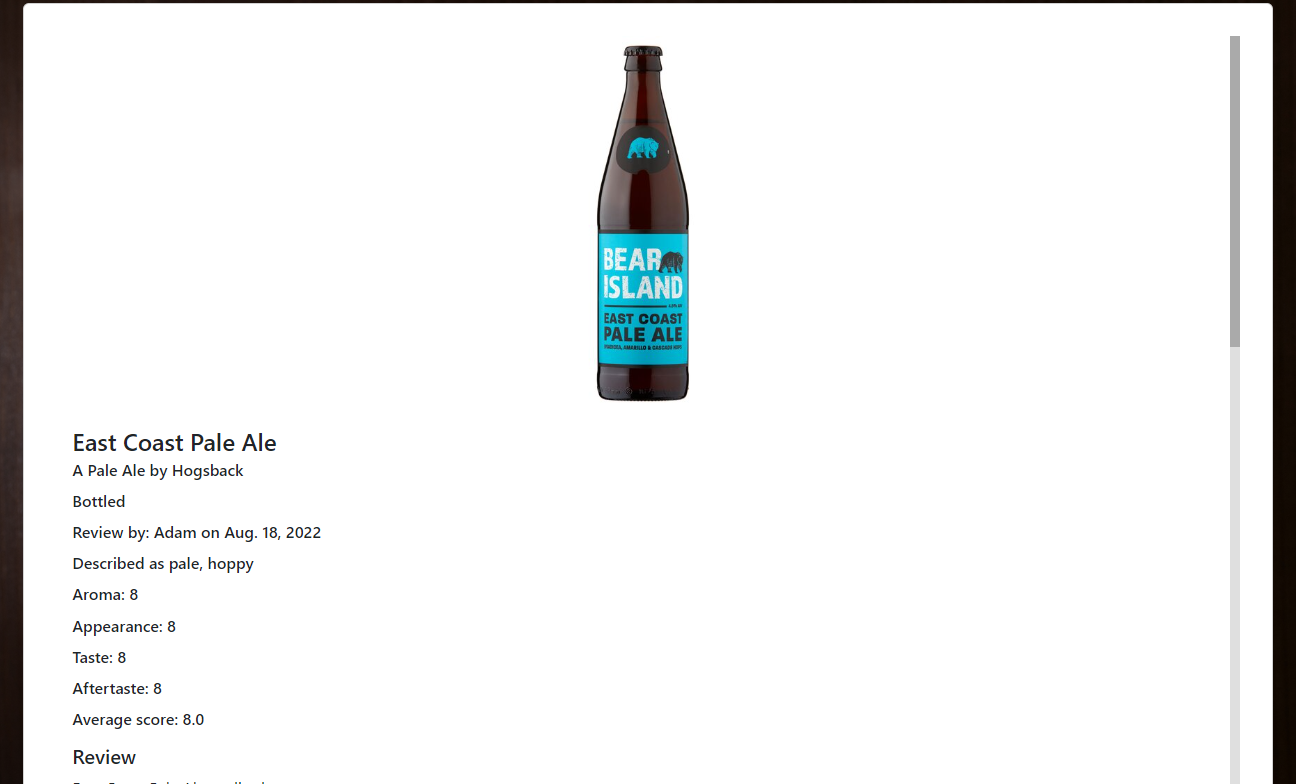 BEAR
ISLAND
EAST COAST
PALE ALE
East Coast Pale Ale
A Pale Ale by Hogsback
Bottled
Review by: Adam on Aug. 18, 2022
Described as pale, hoppy
Aroma: 8
Appearance: 8
Taste: 8
Aftertaste: 8
Average score: 8.0
Review